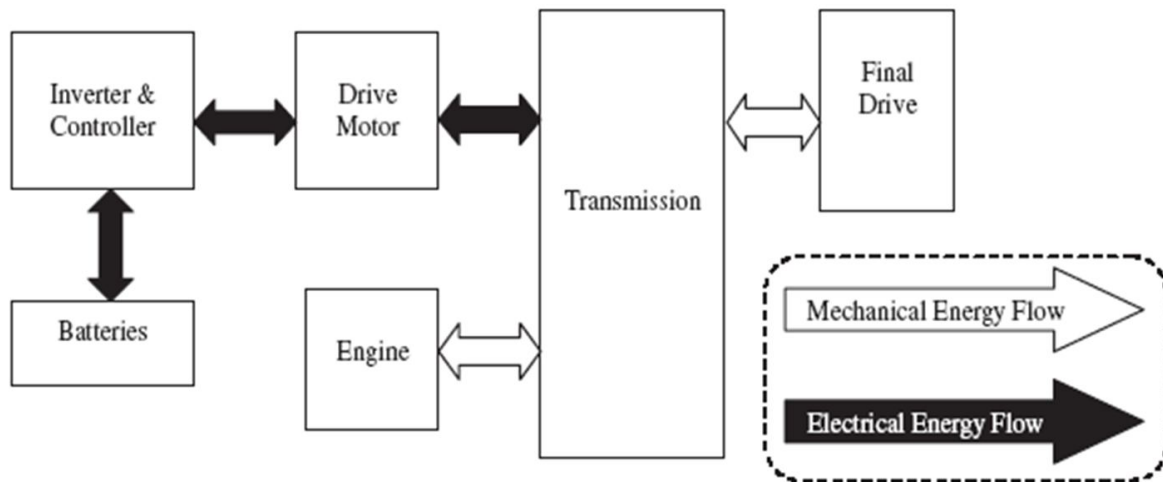 Inverter &
Controller
Drive
Motor
Transmission
Final
Drive
Batteries
Engine
Mechanical Energy Flow
Electrical Energy Flow